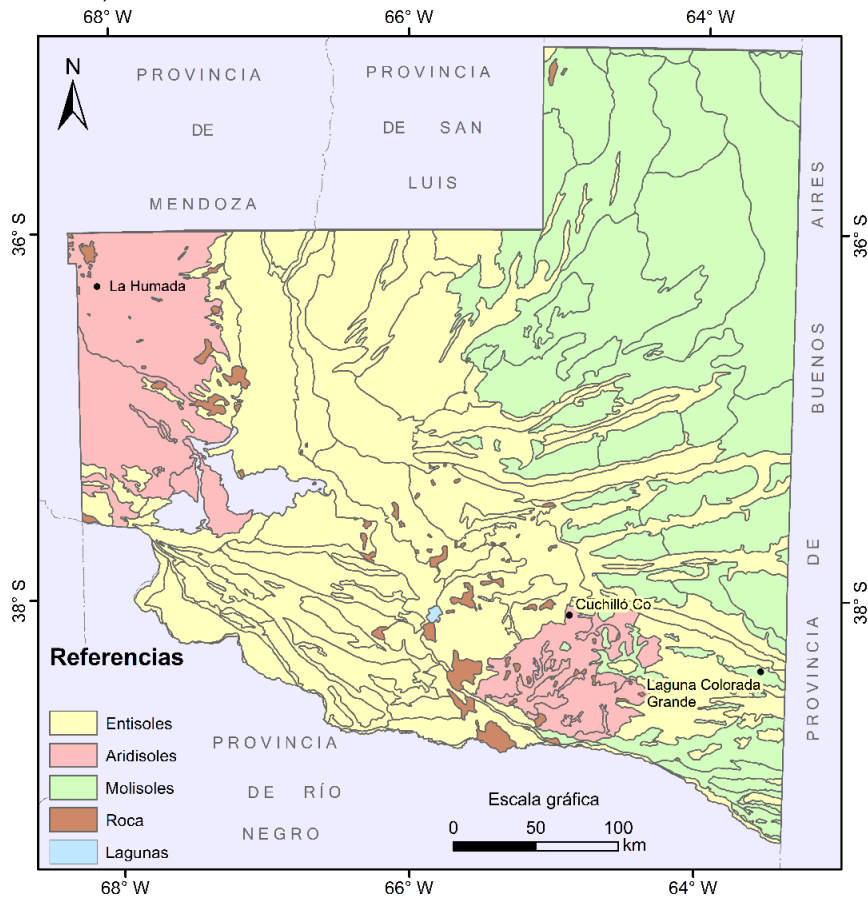 68° W
66° W
64° W
N
PROVINCIA
DE
MENDOZA
PROVINCIA
DE SAN
LUIS
36° S
36° S
La Humada
PROVINCIA DE BUENOS AIRES
38° S
38° S
Cuchilló Co
Laguna Colorada
Grande
Referencias
Entisoles
Aridisoles
Molisoles
Roca
Lagunas
PROVINCIA
DE RÍO
NEGRO
Escala gráfica
0 50 100
km
68° W
66° W
64° W